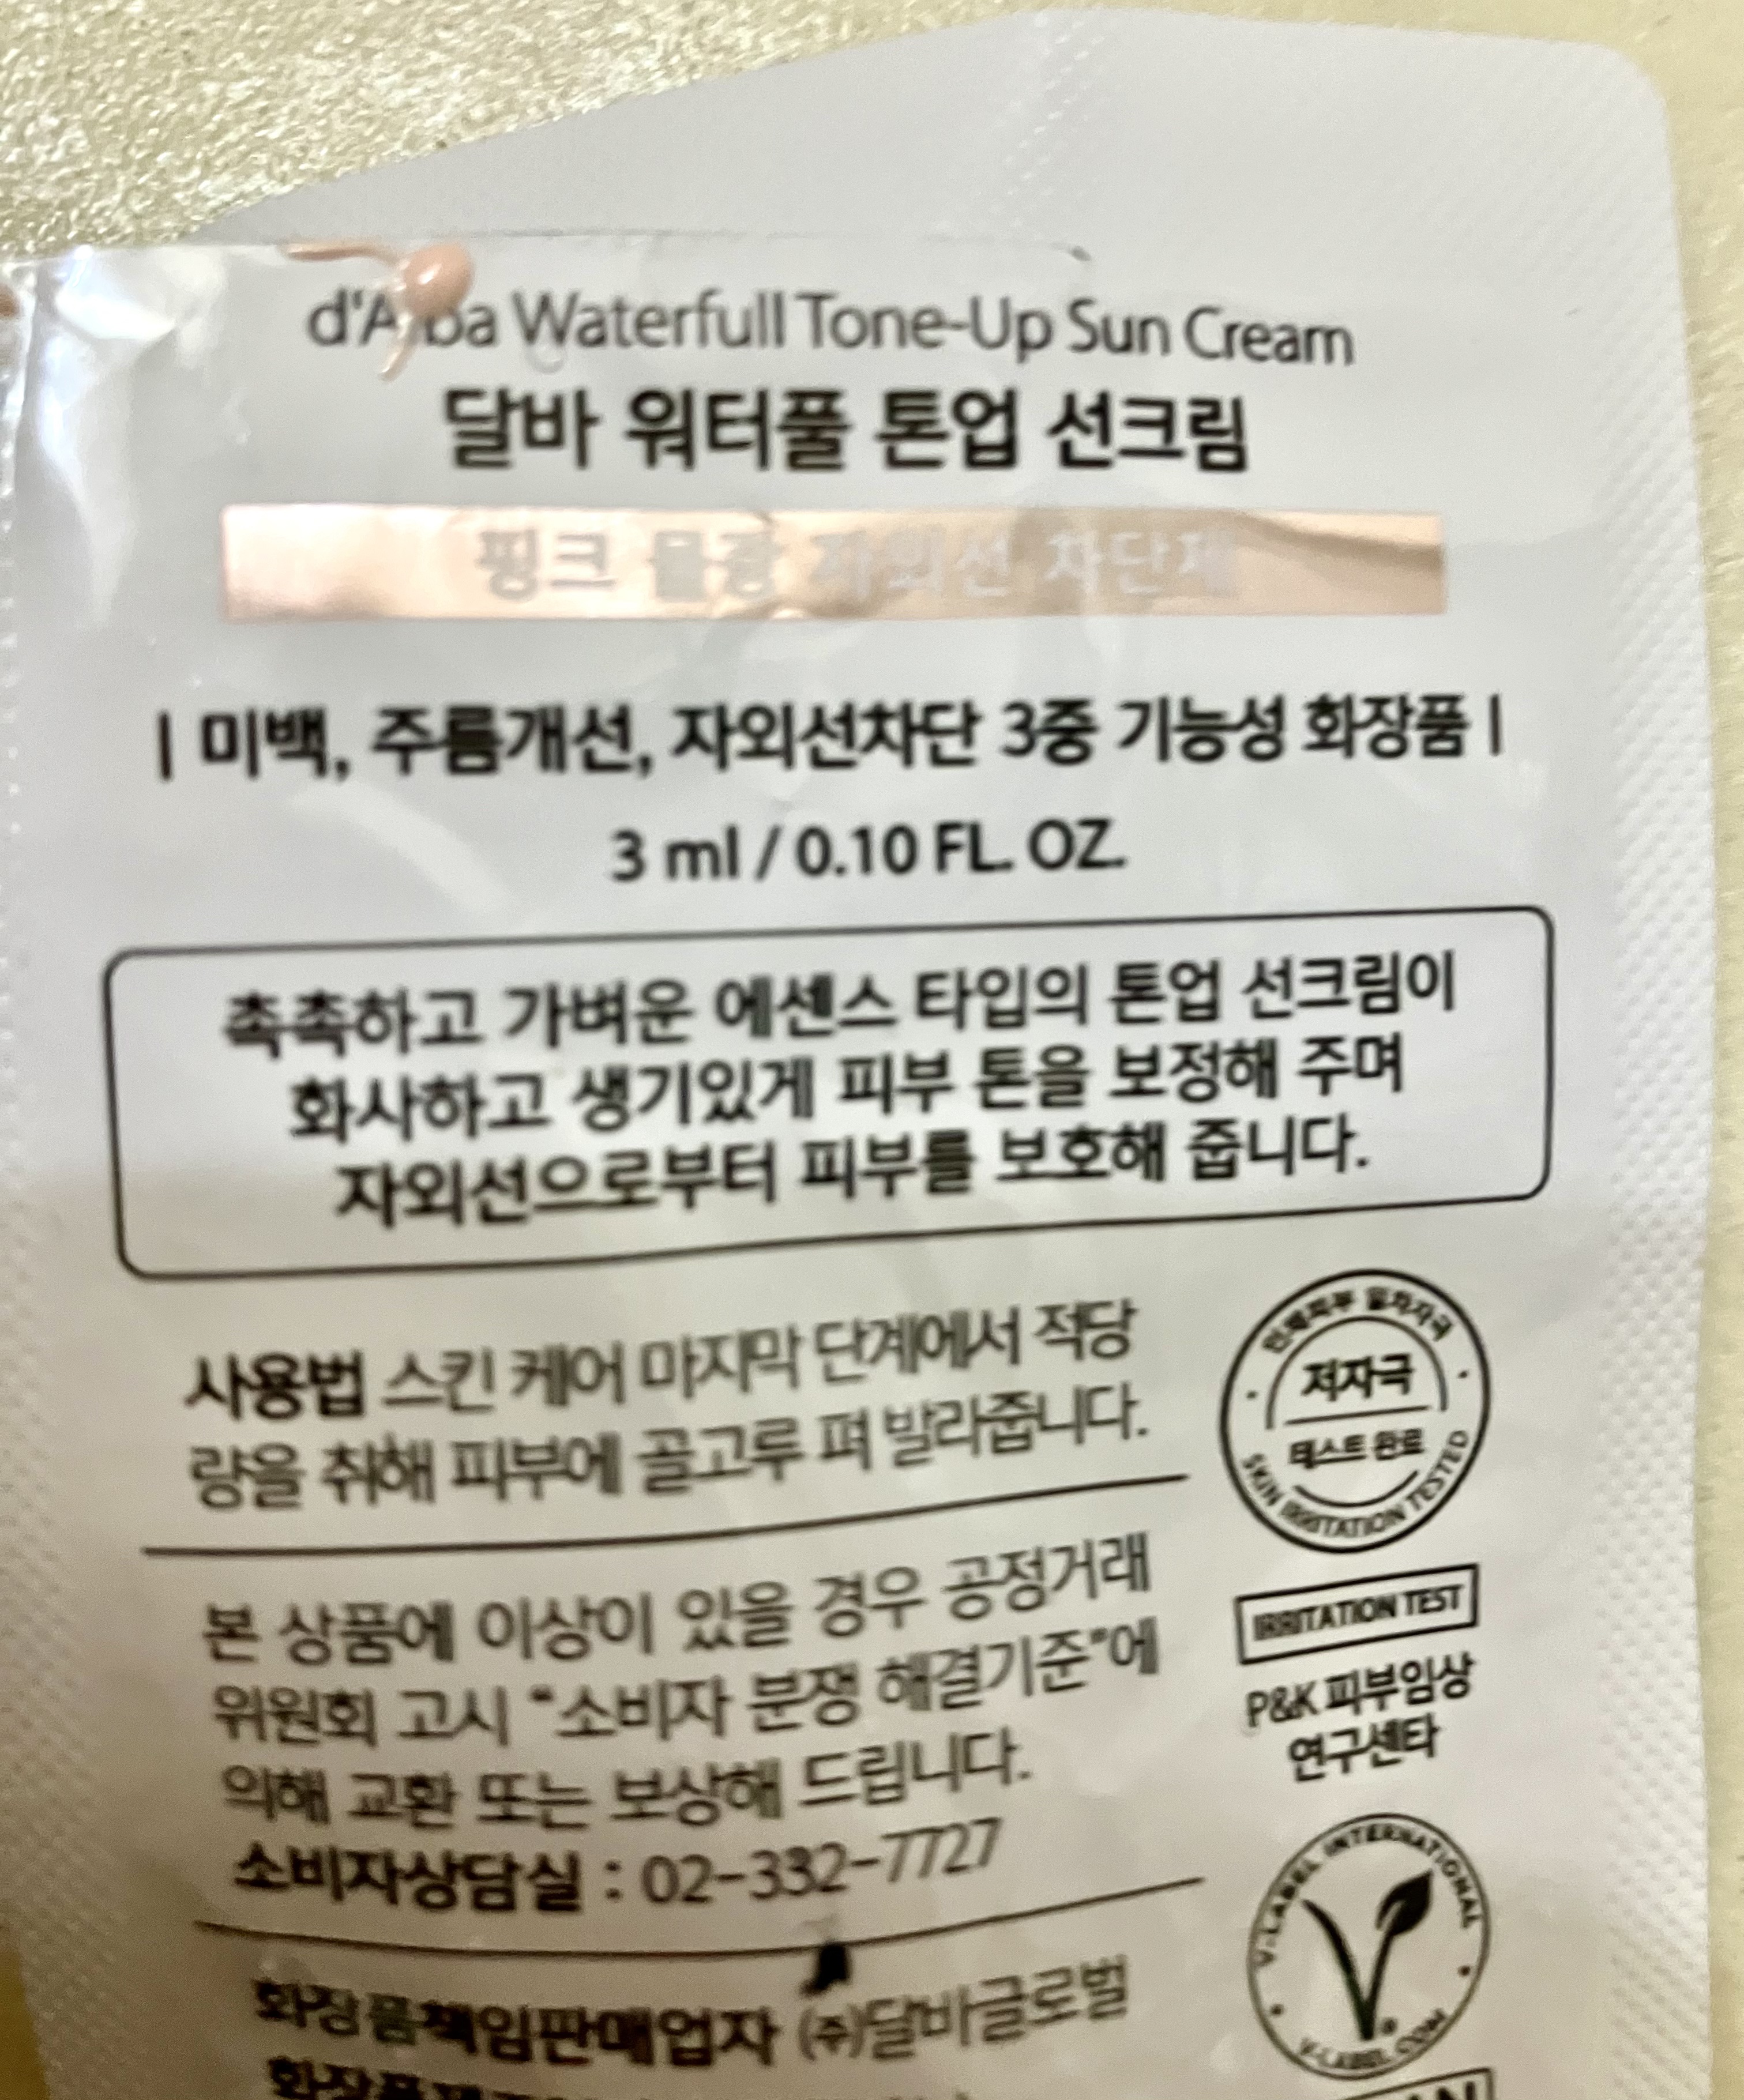 d'Alba Waterfull Tone-Up Sun Cream
달바 워터풀 톤업 선크림
핑크 물광 자외선 차단제
| 미백, 주름개선, 자외선차단 3중 기능성 화장품 |
3 ml / 0.10 FL. OZ.
촉촉하고 가벼운 에센스 타입의 톤업 선크림이
화사하고 생기있게 피부 톤을 보정해 주며
자외선으로부터 피부를 보호해 줍니다.
사용법 스킨 케어 마지막 단계에서 적당
량을 취해 피부에 골고루 펴 발라줍니다.
인체피부 일차자극
저자극
테스트 완료
SKIN IRRITATION TESTED
IRRITATION TEST
P&K 피부임상
연구센타
본 상품에 이상이 있을 경우 공정거래
위원회 고시 "소비자 분쟁 해결기준"에
의해 교환 또는 보상해 드립니다.
소비자상담실 : 02-332-7727
V-LABEL INTERNATIONAL
V-LABEL.COM
화장품책임판매업자 ㈜달바글로벌